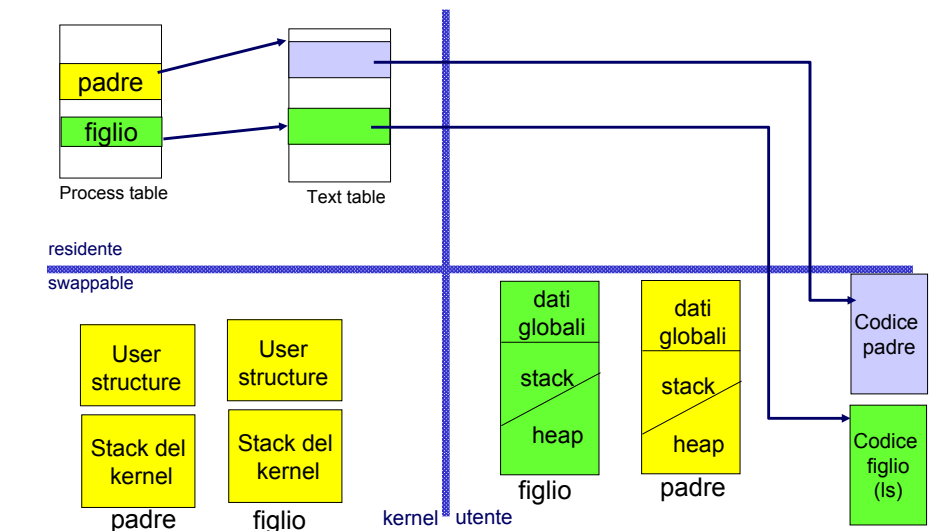 padre
figlio
Process table
Text table
residente
swappable
User
structure
Stack del
kernel
padre
User
structure
Stack del
kernel
figlio
kernel
utente
dati
globali
stack
heap
figlio
dati
globali
stack
heap
padre
Codice
padre
Codice
figlio
(ls)